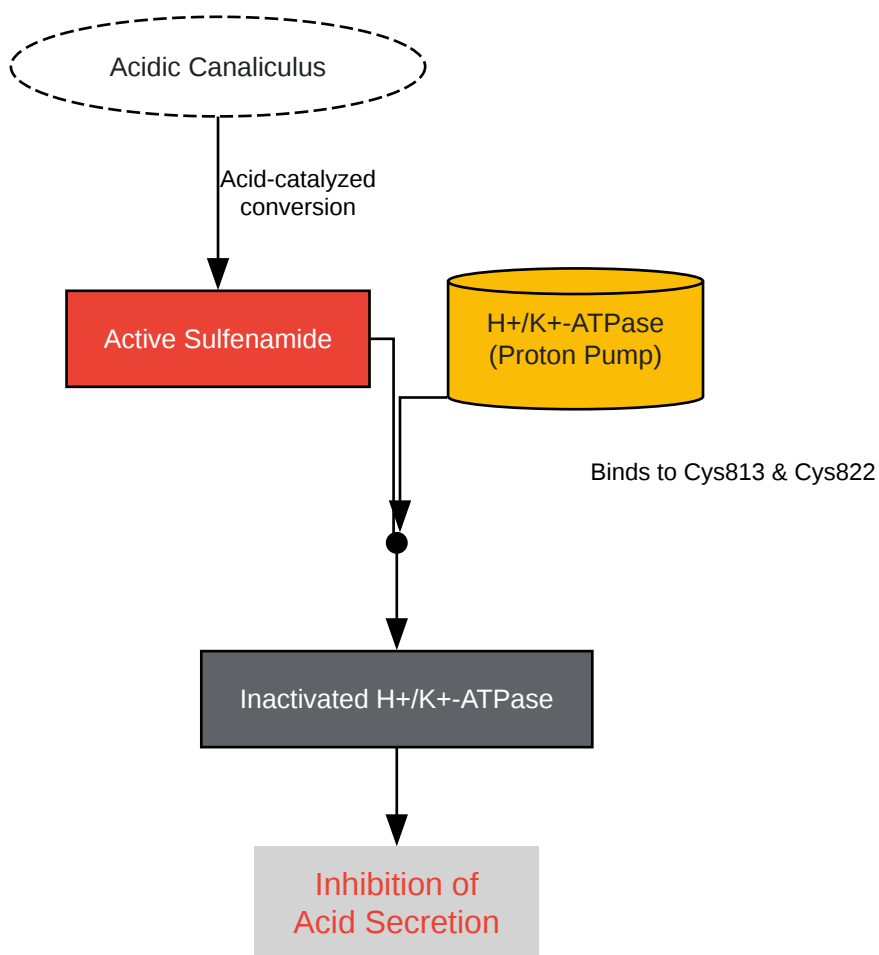 Acidic Canaliculus
Acid-catalyzed
conversion
Active Sulfenamide
H+/K+-ATPase
(Proton Pump)
Binds to Cys813 & Cys822
Inactivated H+/K+-ATPase
Inhibition of
Acid Secretion